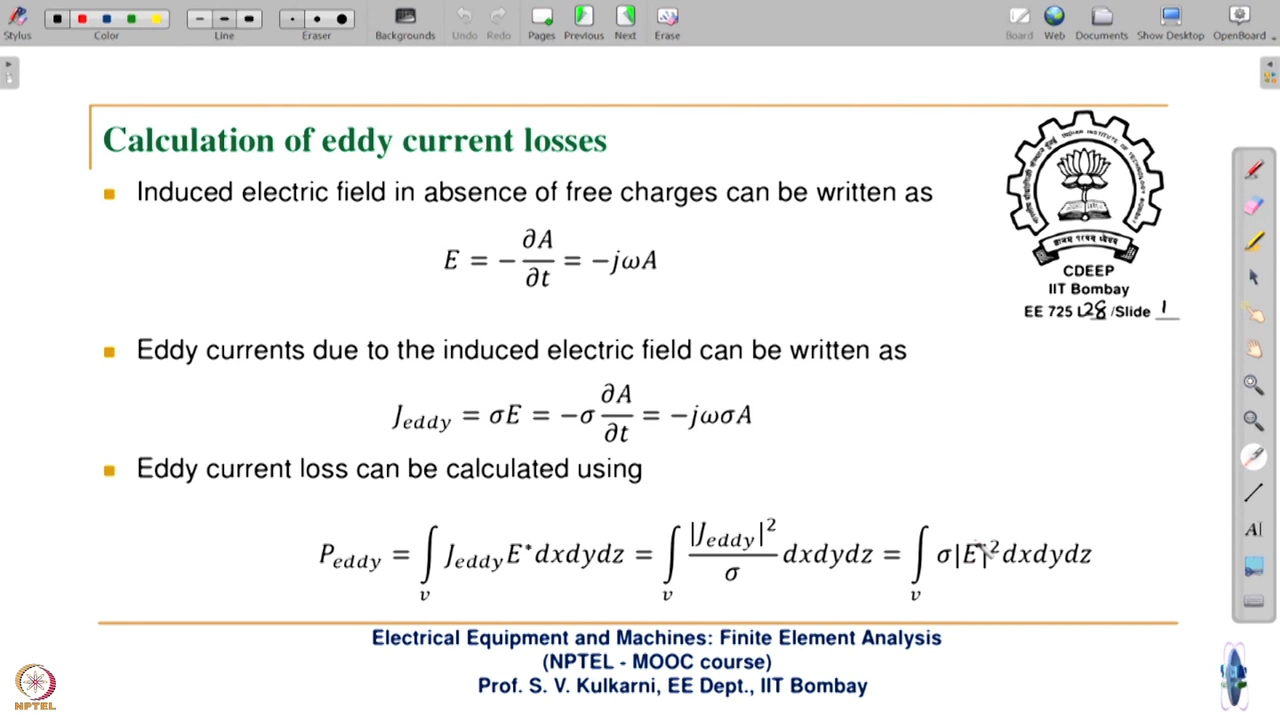 Stylus Color Line Eraser Backgrounds Undo Redo Pages Previous Next Erase Board Web Documents Show Desktop OpenBoard
Calculation of eddy current losses
Induced electric field in absence of free charges can be written as
E = −∂A/∂t = −jωA
CDEEP
IIT Bombay
EE 725 L28 /Slide 1
Eddy currents due to the induced electric field can be written as
J_eddy = σE = −σ ∂A/∂t = −jωσA
Eddy current loss can be calculated using
P_eddy = ∫_v J_eddy E* dxdydz = ∫_v |J_eddy|²/σ dxdydz = ∫_v σ|E|² dxdydz
Electrical Equipment and Machines: Finite Element Analysis
(NPTEL - MOOC course)
Prof. S. V. Kulkarni, EE Dept., IIT Bombay
NPTEL